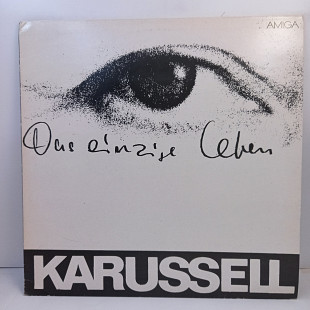 AMIGA
Das einzige Leben
KARUSSELL